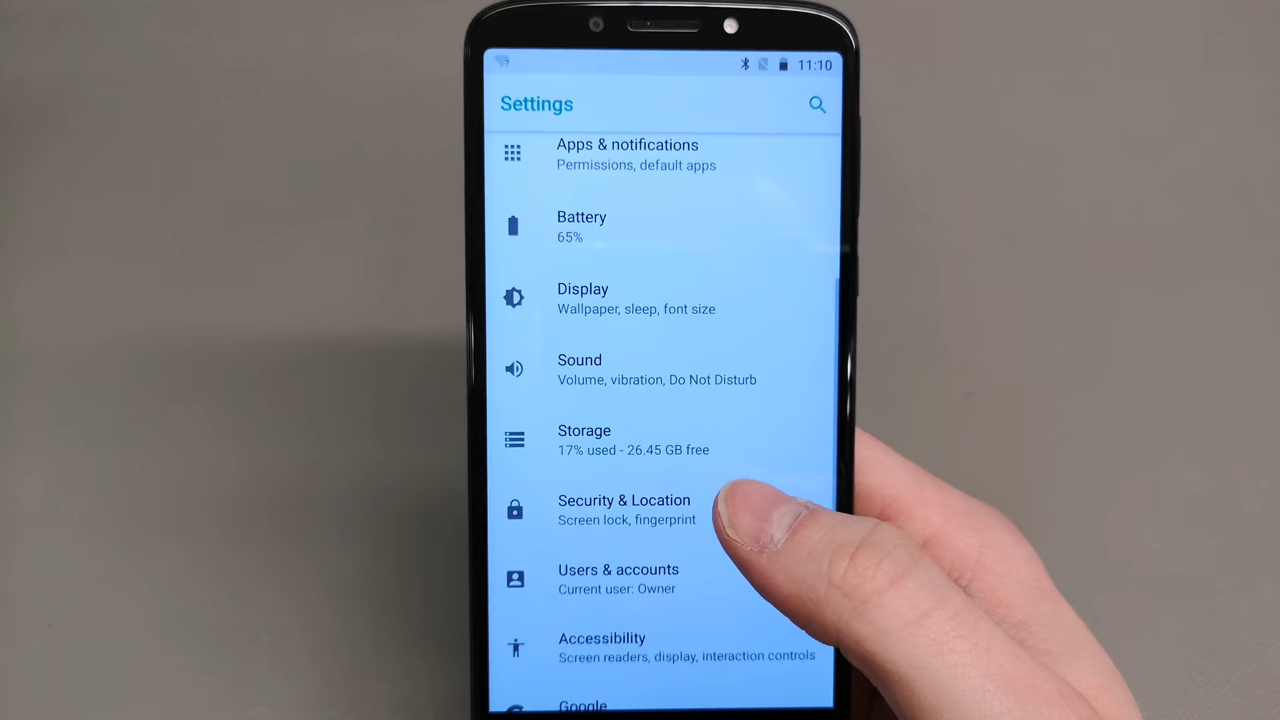 11:10
Settings
Apps & notifications
Permissions, default apps
Battery
65%
Display
Wallpaper, sleep, font size
Sound
Volume, vibration, Do Not Disturb
Storage
17% used - 26.45 GB free
Security & Location
Screen lock, fingerprint
Users & accounts
Current user: Owner
Accessibility
Screen readers, display, interaction controls
Google